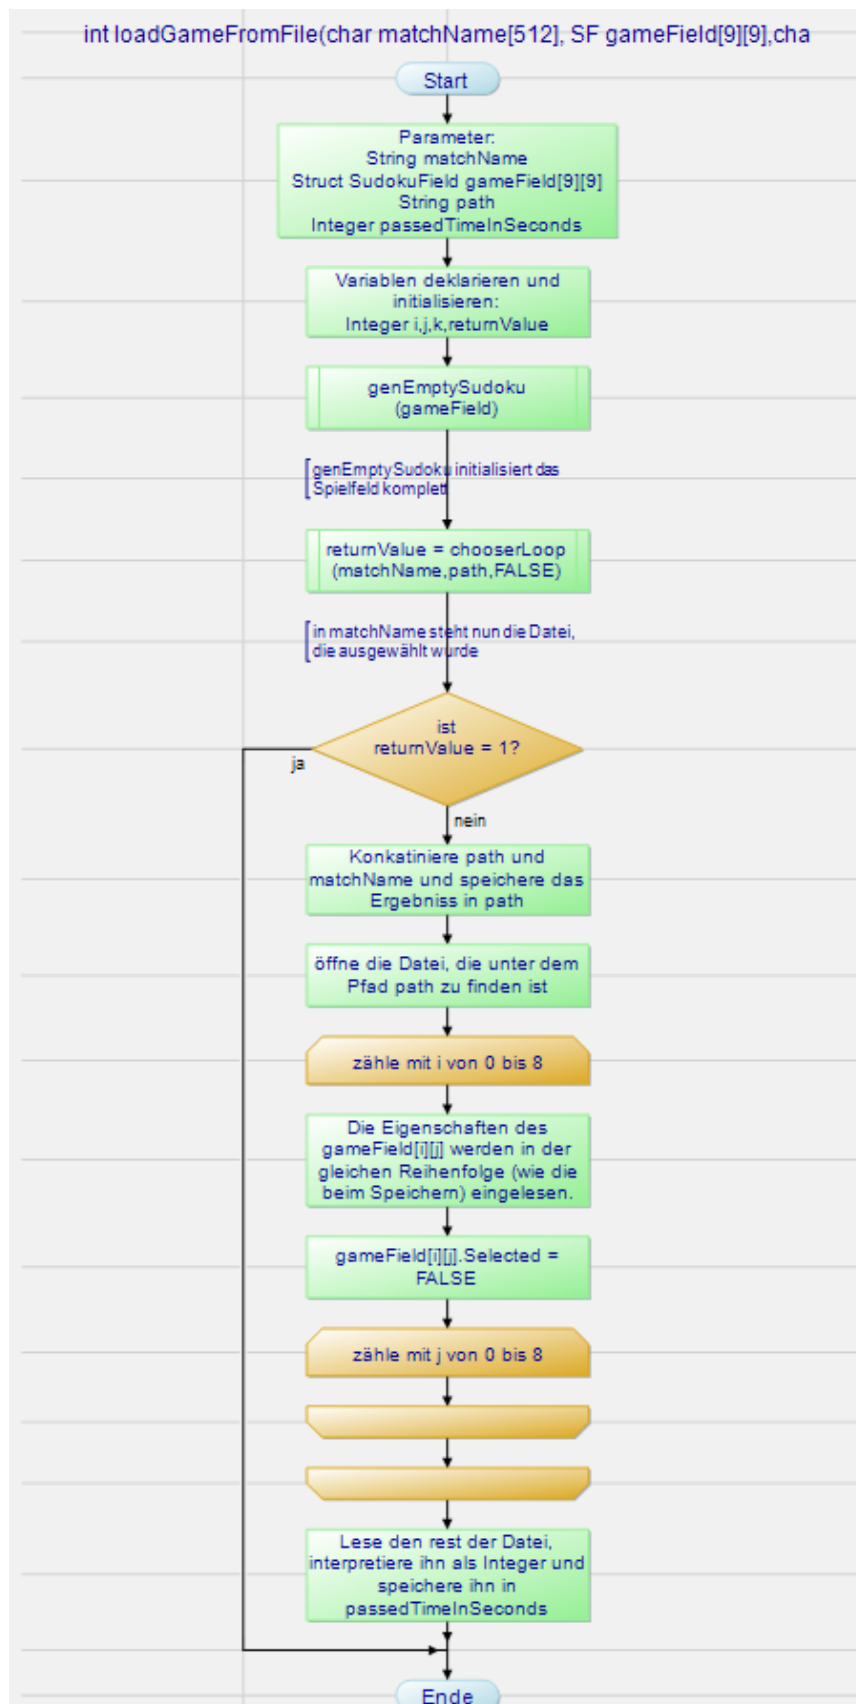 int loadGameFromFile(char matchName[512], SF gameField[9][9],cha
Start
Parameter:
String matchName
Struct SudokuField gameField[9][9]
String path
Integer passedTimeInSeconds
Variablen deklarieren und
initialisieren:
Integer i,j,k,returnValue
genEmptySudoku
(gameField)
genEmptySudoku initialisiert das
Spielfeld komplett
returnValue = chooserLoop
(matchName,path,FALSE)
in matchName steht nun die Datei,
die ausgewählt wurde
ist
returnValue = 1?
ja
nein
Konkatiniere path und
matchName und speichere das
Ergebniss in path
öffne die Datei, die unter dem
Pfad path zu finden ist
zähle mit i von 0 bis 8
Die Eigenschaften des
gameField[i][j] werden in der
gleichen Reihenfolge (wie die
beim Speichern) eingelesen.
gameField[i][j].Selected =
FALSE
zähle mit j von 0 bis 8
Lese den rest der Datei,
interpretiere ihn als Integer und
speichere ihn in
passedTimeInSeconds
Ende